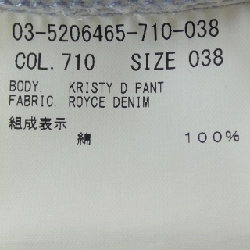 03-5206465-710-038
COL. 710 SIZE 038
BODY. KRISTY D PANT
FABRIC. ROYCE DENIM
組成表示
綿 100%